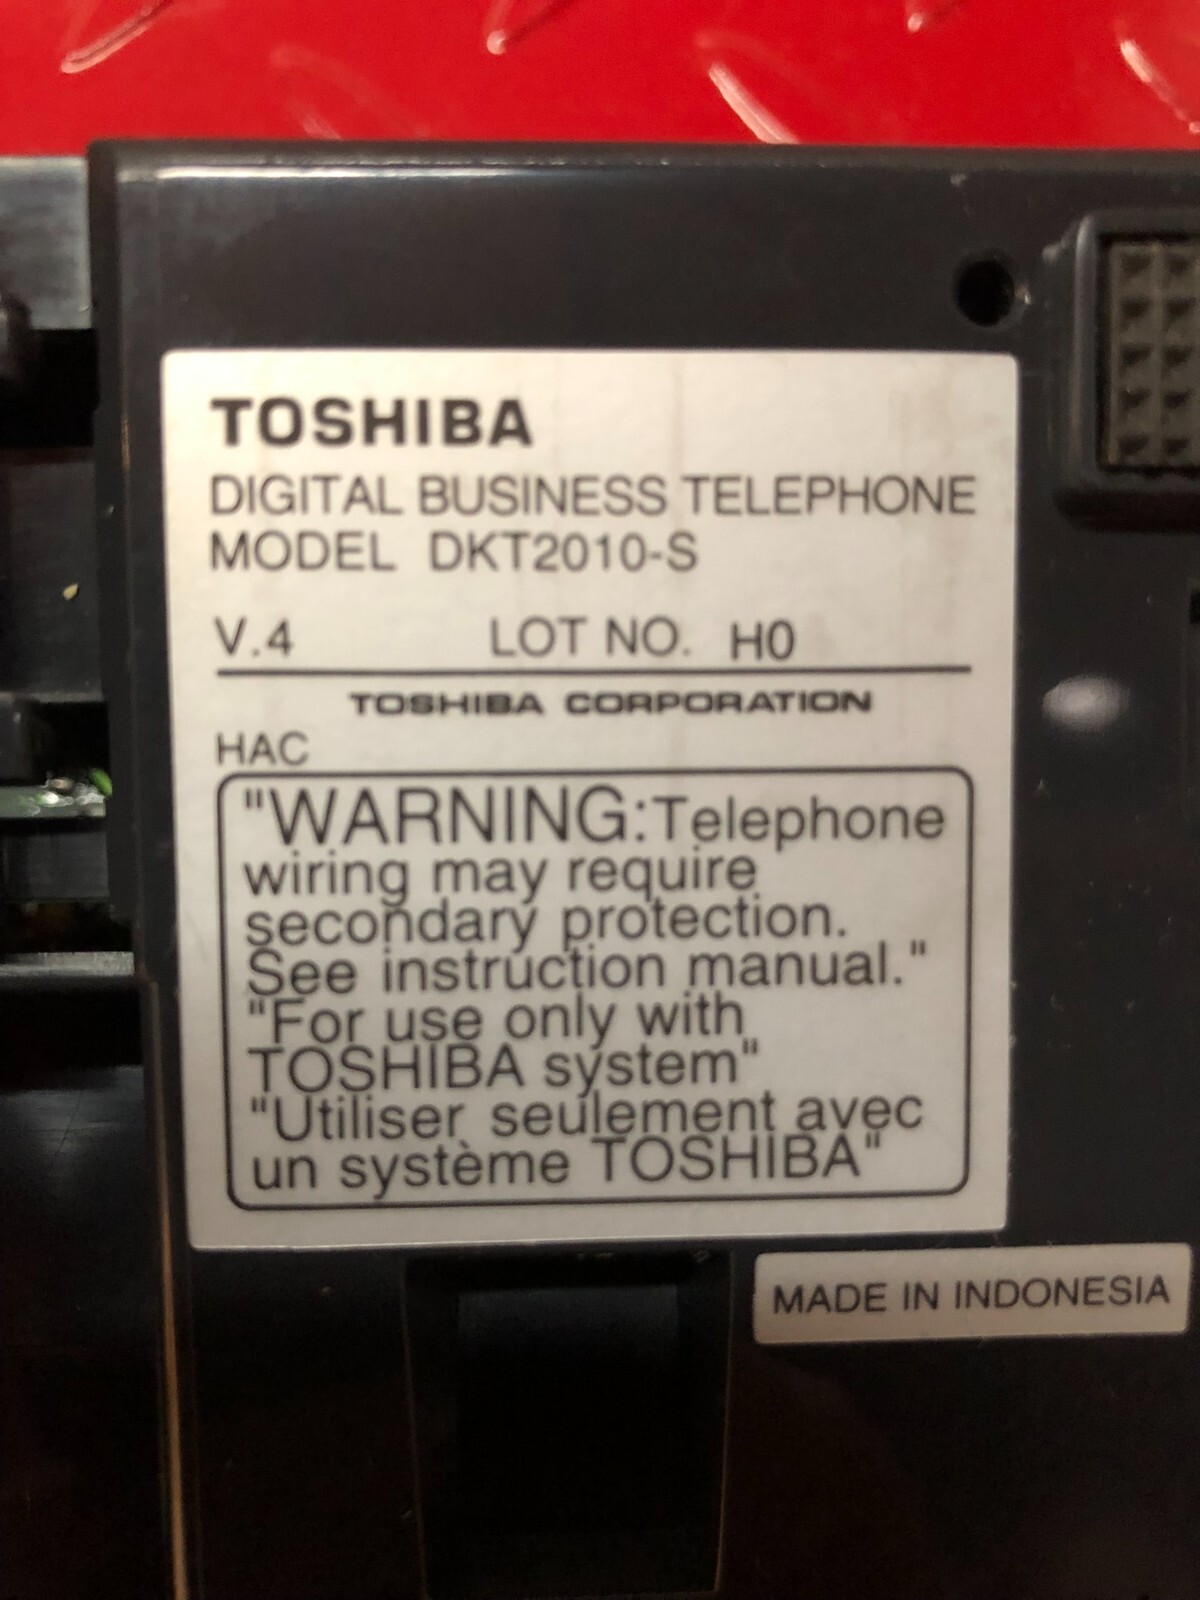 TOSHIBA
DIGITAL BUSINESS TELEPHONE
MODEL DKT2010-S
V.4 LOT NO. H0
TOSHIBA CORPORATION
HAC
"WARNING:Telephone
wiring may require
secondary protection.
See instruction manual."
"For use only with
TOSHIBA system"
"Utiliser seulement avec
un système TOSHIBA"
MADE IN INDONESIA